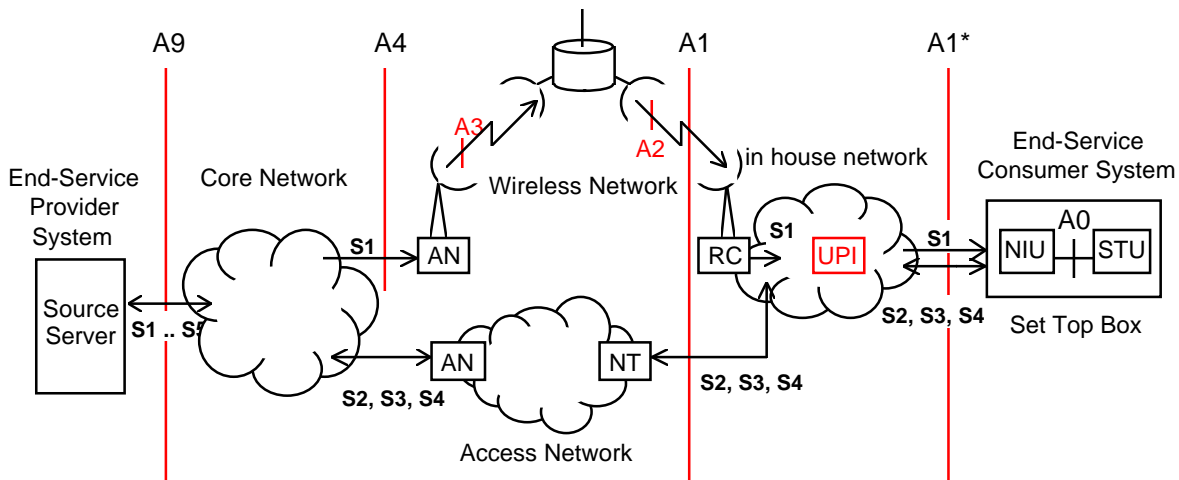 A9
A4
A1
A1*
A3
A2
End-Service
Provider
System
Core Network
Wireless Network
in house network
End-Service
Consumer System
S1
AN
RC
S1
UPI
S1
NIU
A0
STU
Source
Server
S1 .. S5
S2, S3, S4
Set Top Box
AN
NT
S2, S3, S4
S2, S3, S4
Access Network